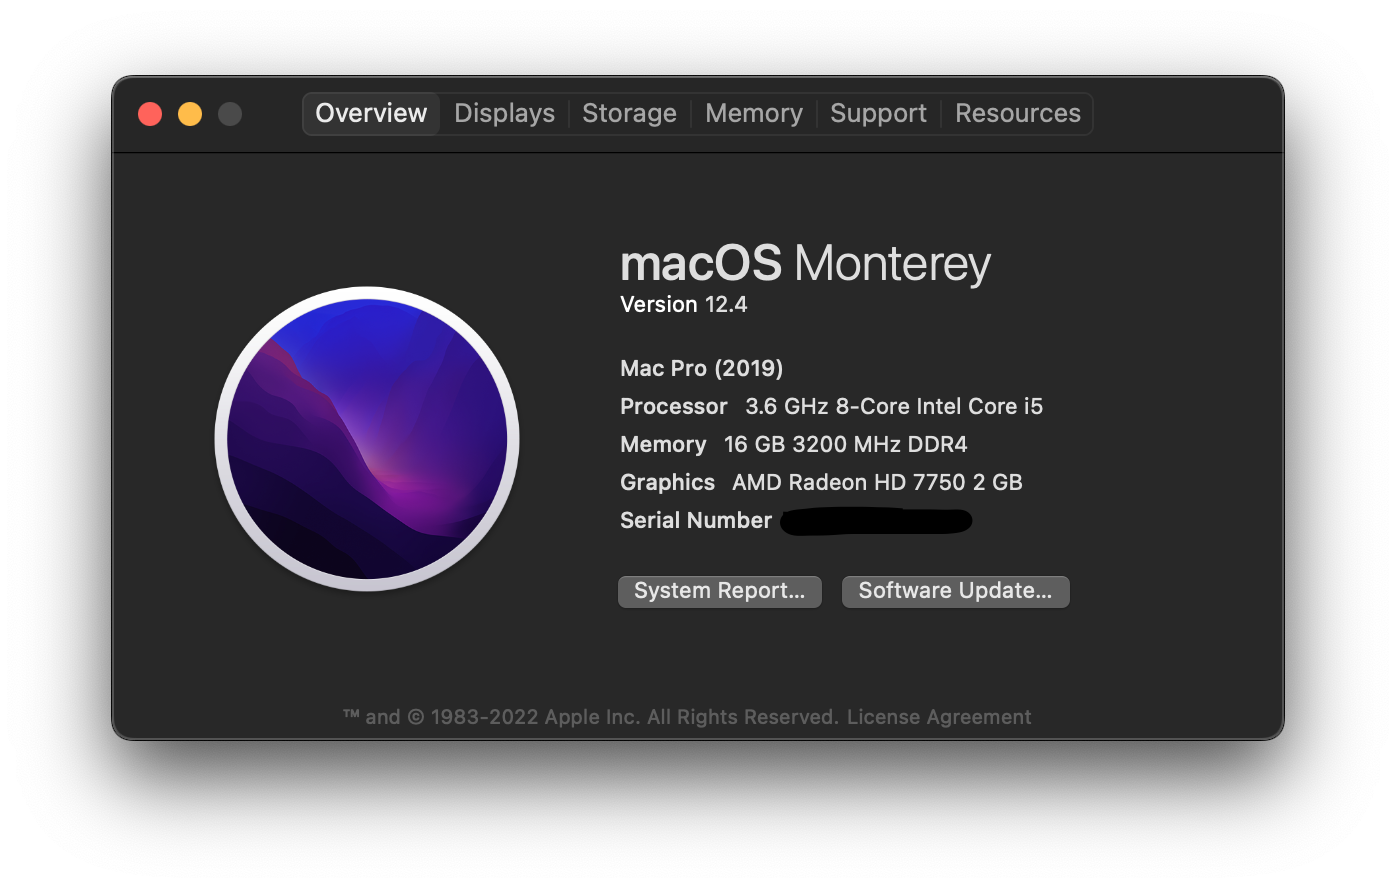 Overview Displays Storage Memory Support Resources
macOS Monterey
Version 12.4
Mac Pro (2019)
Processor 3.6 GHz 8-Core Intel Core i5
Memory 16 GB 3200 MHz DDR4
Graphics AMD Radeon HD 7750 2 GB
Serial Number
System Report... Software Update...
™ and © 1983-2022 Apple Inc. All Rights Reserved. License Agreement